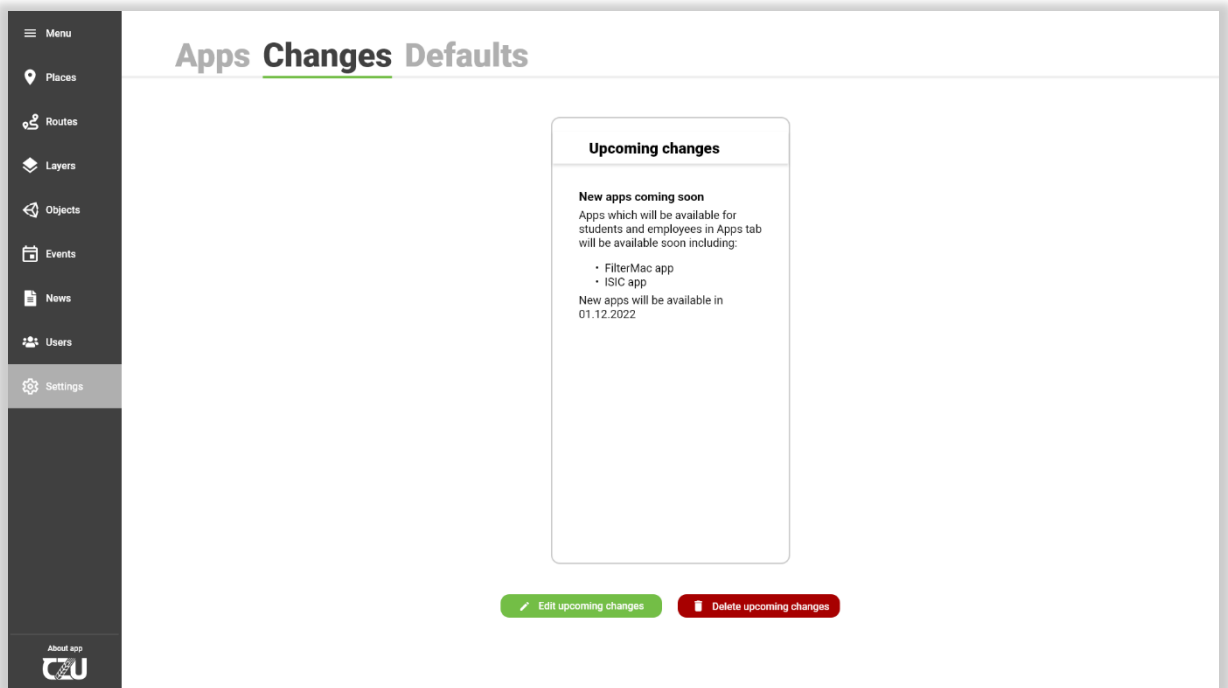 Menu
Places
Routes
Layers
Objects
Events
News
Users
Settings
About app
CZU
Apps Changes Defaults
Upcoming changes
New apps coming soon
Apps which will be available for
students and employees in Apps tab
will be available soon including:
• FilterMac app
• ISIC app
New apps will be available in
01.12.2022
Edit upcoming changes
Delete upcoming changes